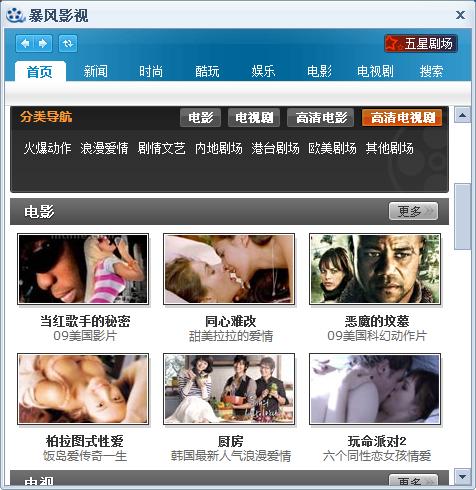 暴风影视
五星剧场
首页 新闻 时尚 酷玩 娱乐 电影 电视剧 搜索
分类导航 电影 电视剧 高清电影 高清电视剧
火爆动作 浪漫爱情 剧情文艺 内地剧场 港台剧场 欧美剧场 其他剧场
电影 更多
当红歌手的秘密 同心难改 恶魔的坟墓
09美国影片 甜美拉拉的爱情 09美国科幻动作片
柏拉图式性爱 厨房 玩命派对2
饭岛爱传奇一生 韩国最新人气浪漫爱情 六个同性恋女孩情爱
电视 更多